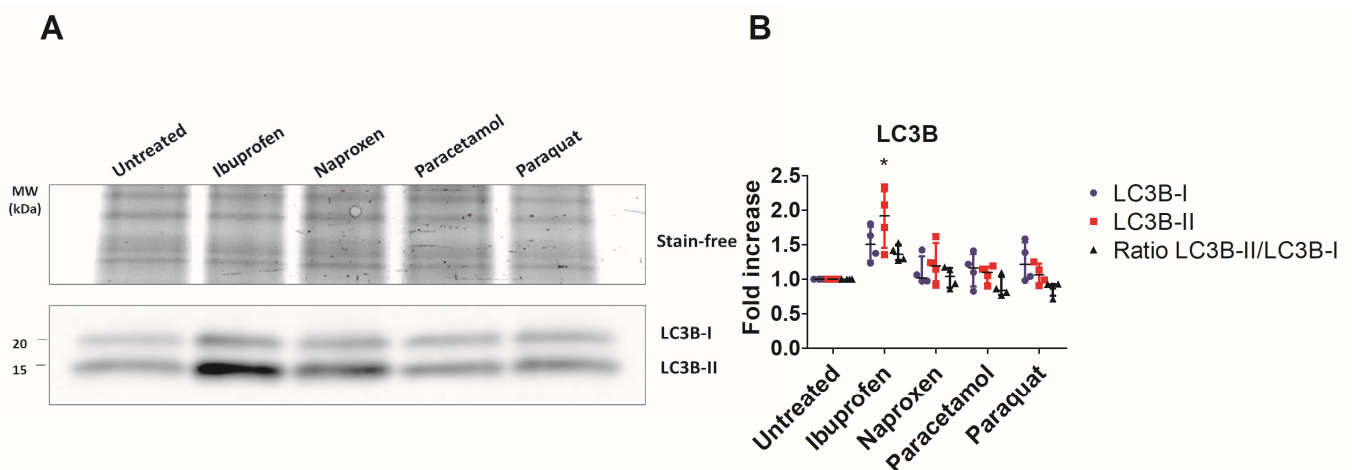 A
Untreated
Ibuprofen
Naproxen
Paracetamol
Paraquat
MW
(kDa)
Stain-free
20
15
LC3B-I
LC3B-II
B
LC3B
*
Fold increase
2.5
2.0
1.5
1.0
0.5
0.0
Untreated
Ibuprofen
Naproxen
Paracetamol
Paraquat
LC3B-I
LC3B-II
Ratio LC3B-II/LC3B-I